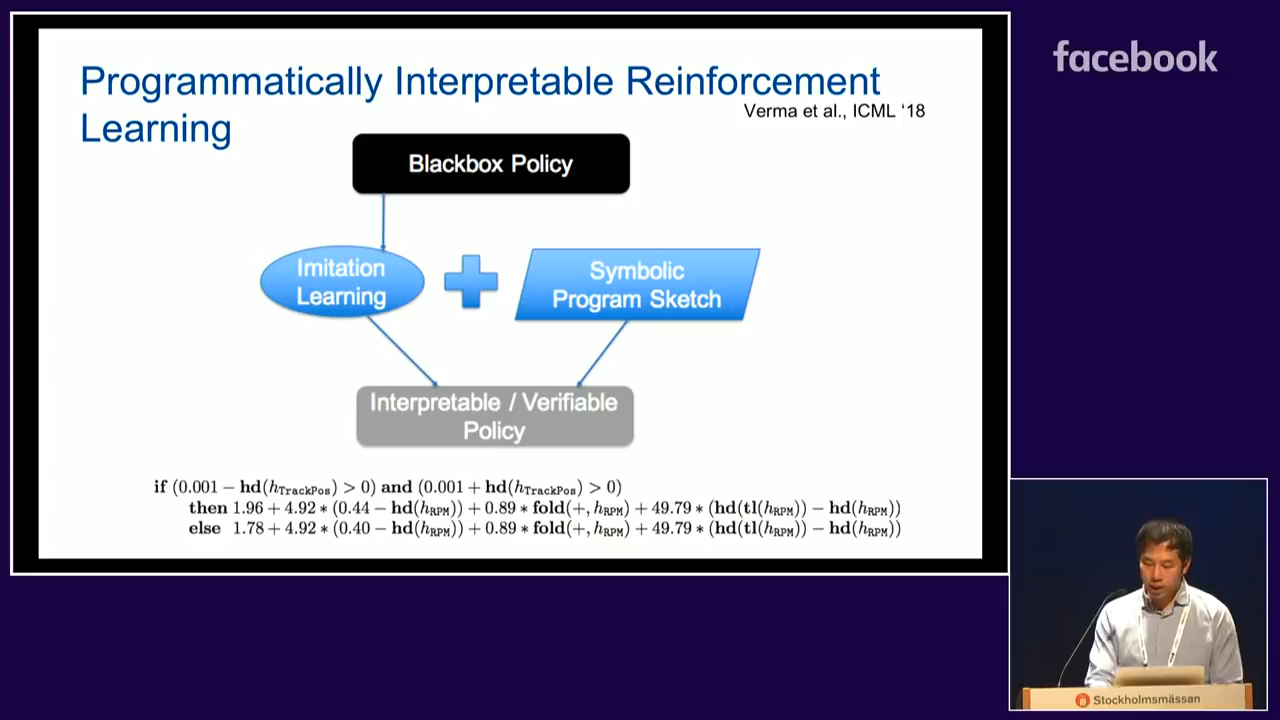 Programmatically Interpretable Reinforcement
Learning
Verma et al., ICML ‘18
Blackbox Policy
Imitation
Learning
Symbolic
Program Sketch
Interpretable / Verifiable
Policy
if (0.001 − hd(h_TrackPos) > 0) and (0.001 + hd(h_TrackPos) > 0)
then 1.96 + 4.92 ∗ (0.44 − hd(h_RPM)) + 0.89 ∗ fold(+, h_RPM) + 49.79 ∗ (hd(tl(h_RPM)) − hd(h_RPM))
else 1.78 + 4.92 ∗ (0.40 − hd(h_RPM)) + 0.89 ∗ fold(+, h_RPM) + 49.79 ∗ (hd(tl(h_RPM)) − hd(h_RPM))
facebook
Stockholmsmässan